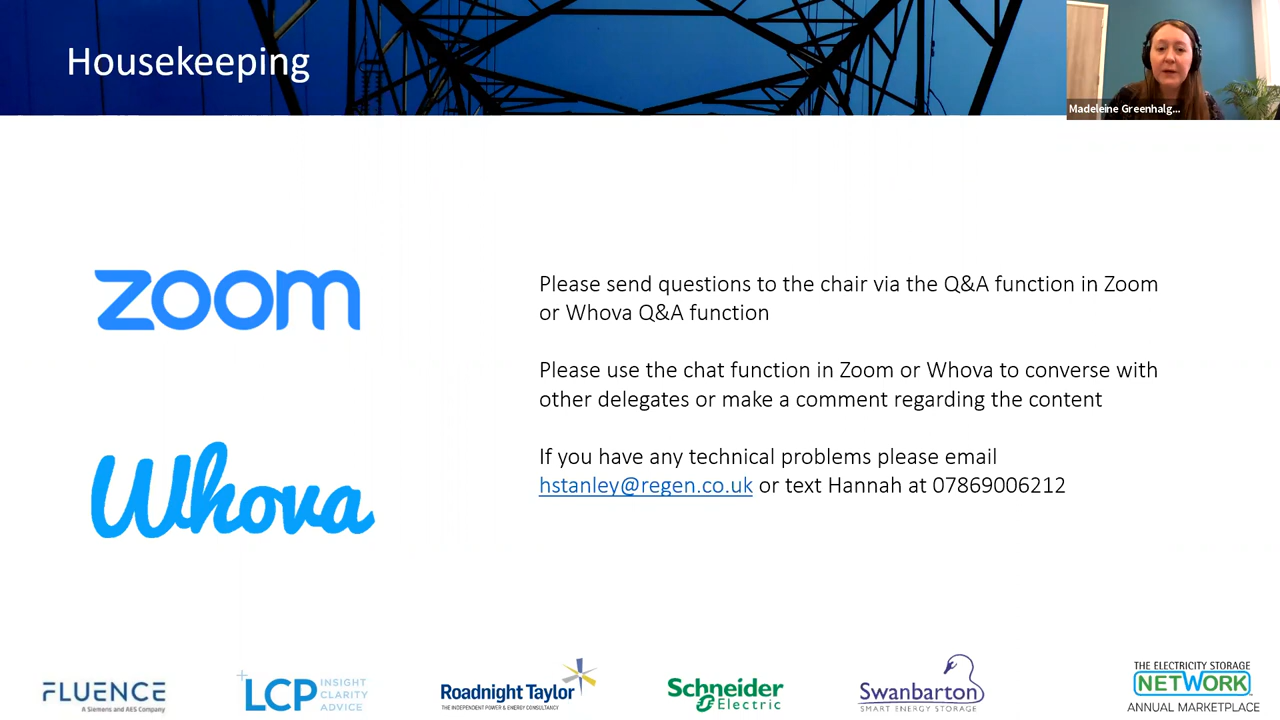 Housekeeping
Madeleine Greenhalg...
zoom
Please send questions to the chair via the Q&A function in Zoom
or Whova Q&A function
Please use the chat function in Zoom or Whova to converse with
other delegates or make a comment regarding the content
Whova
If you have any technical problems please email
hstanley@regen.co.uk or text Hannah at 07869006212
FLUENCE
A Siemens and AES Company
LCP INSIGHT
CLARITY
ADVICE
Roadnight Taylor
THE INDEPENDENT POWER & ENERGY CONSULTANCY
Schneider
Electric
Swanbarton
SMART ENERGY STORAGE
THE ELECTRICITY STORAGE
NETWORK
ANNUAL MARKETPLACE